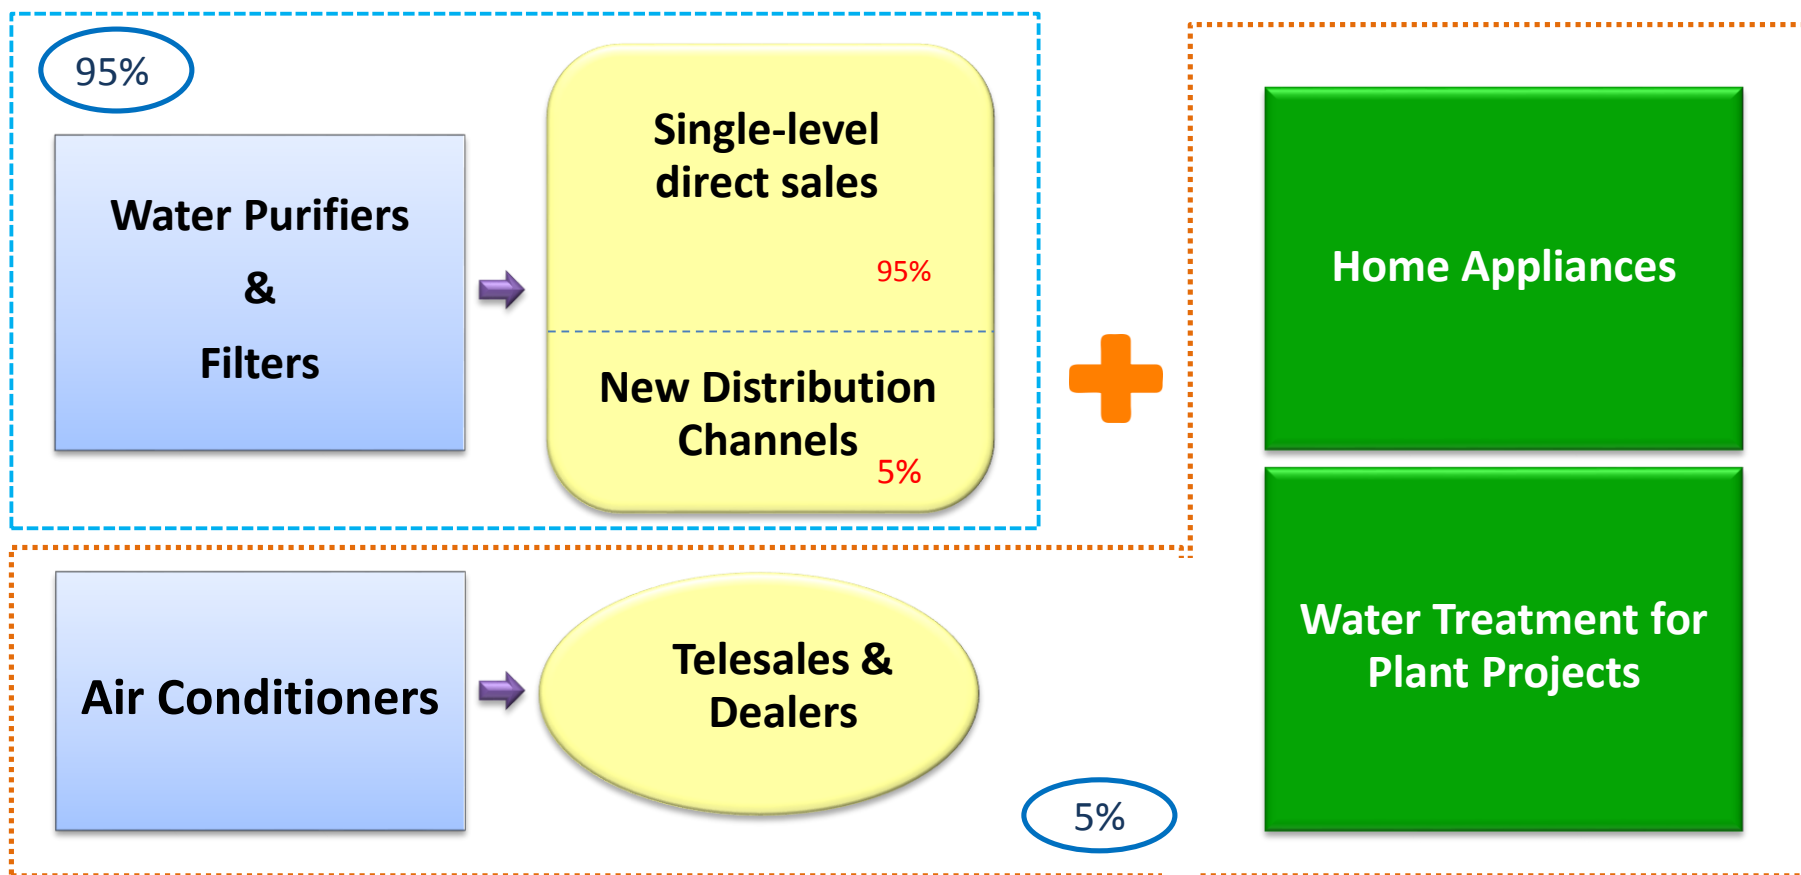 95%
Water Purifiers
&
Filters
Single-level
direct sales
95%
New Distribution
Channels
5%
Home Appliances
Water Treatment for
Plant Projects
Air Conditioners
Telesales &
Dealers
5%